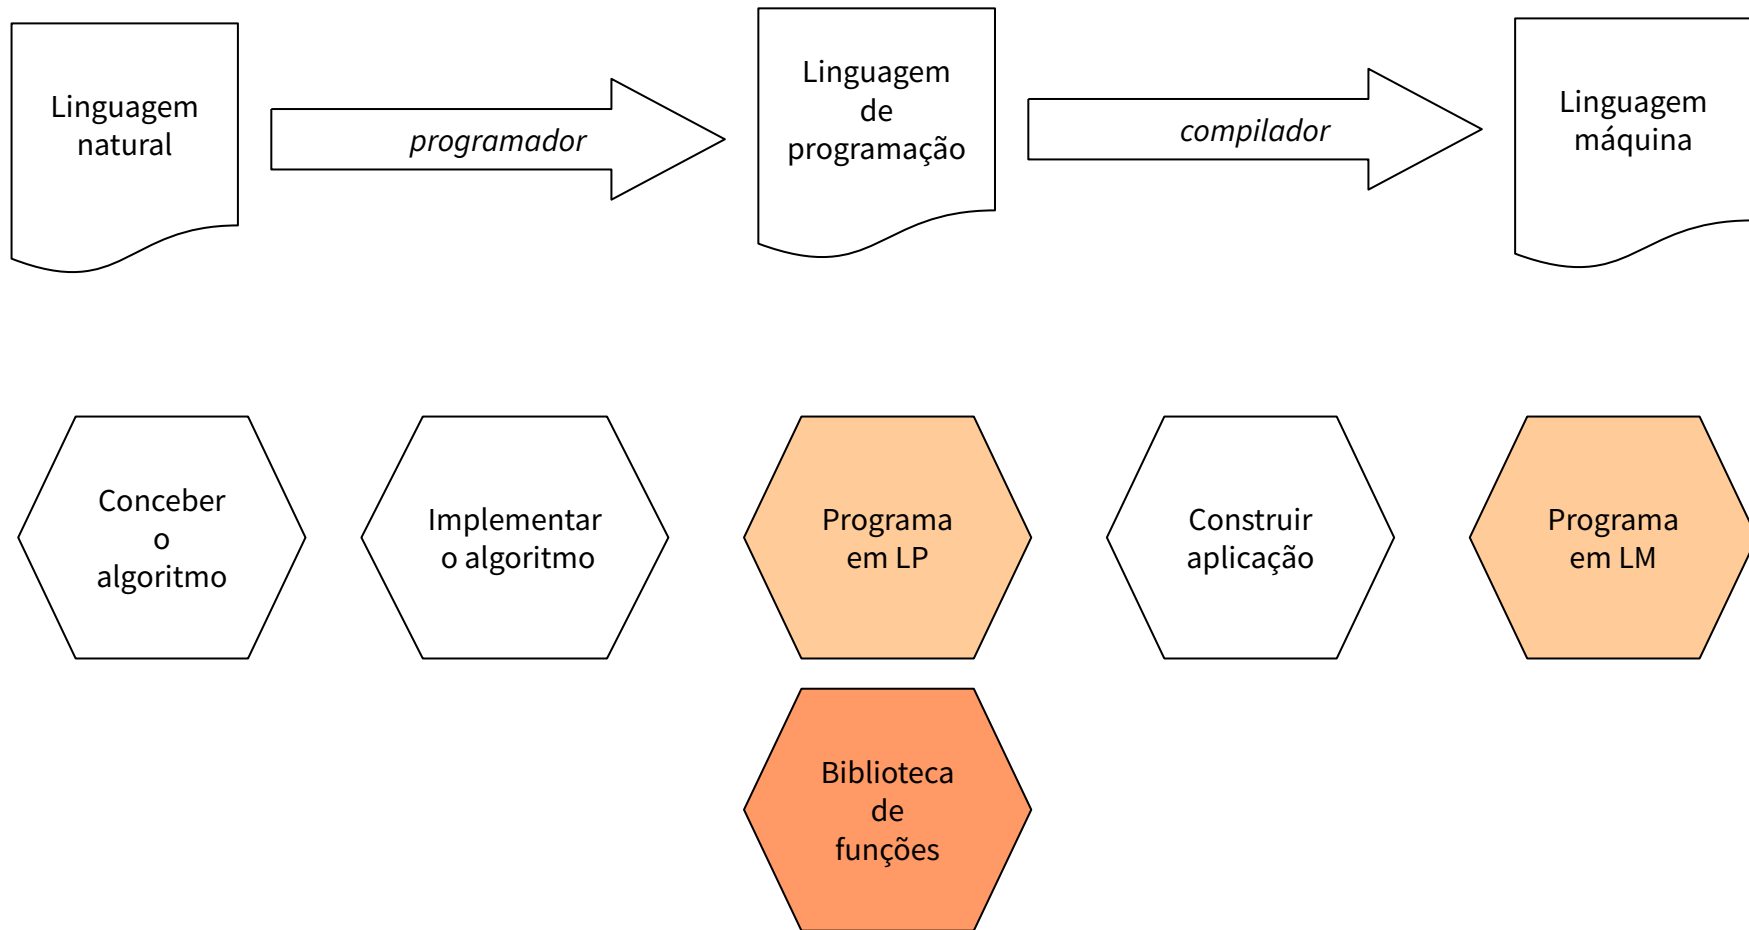 Linguagem
natural
programador
Linguagem
de
programação
compilador
Linguagem
máquina
Conceber
o
algoritmo
Implementar
o algoritmo
Programa
em LP
Construir
aplicação
Programa
em LM
Biblioteca
de
funções